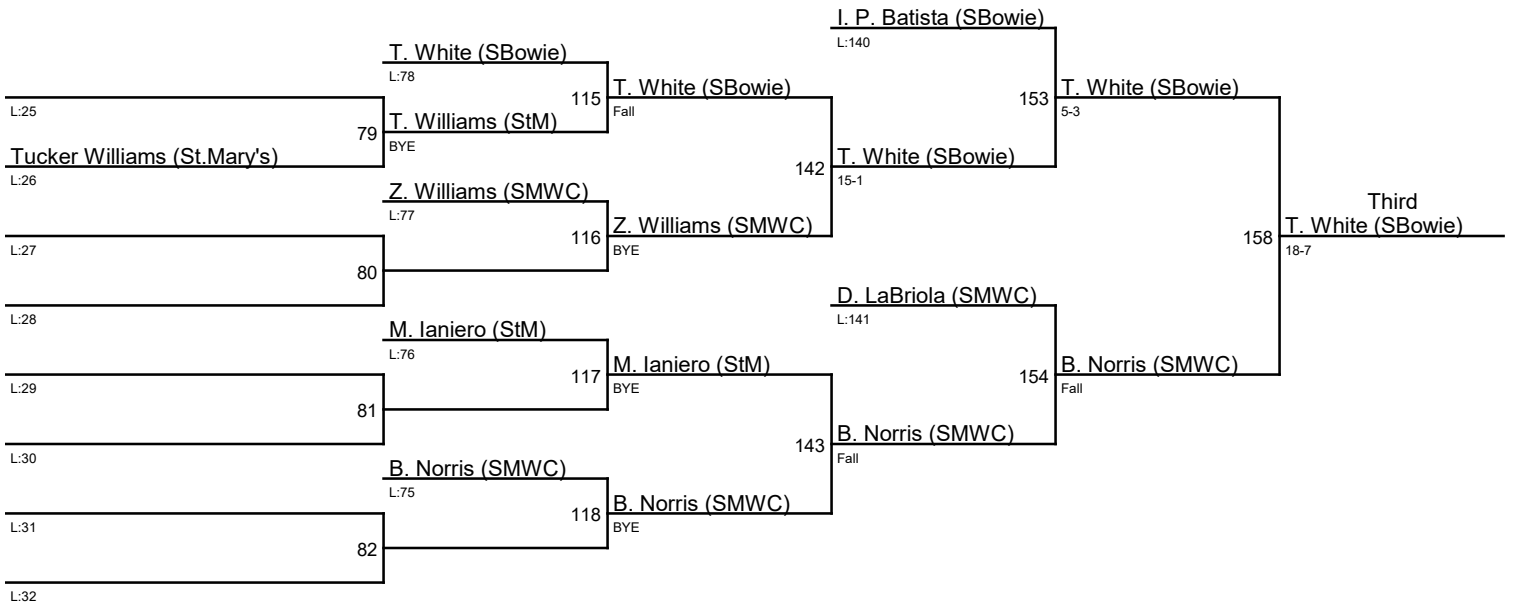 I. P. Batista (SBowie)
L:140
T. White (SBowie)
L:78
115
T. White (SBowie)
Fall
153
T. White (SBowie)
5-3
L:25
79
T. Williams (StM)
BYE
Tucker Williams (St.Mary's)
L:26
142
T. White (SBowie)
15-1
Z. Williams (SMWC)
L:77
Third
116
Z. Williams (SMWC)
BYE
158
T. White (SBowie)
18-7
L:27
80
L:28
D. LaBriola (SMWC)
L:141
M. Ianiero (StM)
L:76
117
M. Ianiero (StM)
BYE
154
B. Norris (SMWC)
Fall
L:29
81
L:30
143
B. Norris (SMWC)
Fall
B. Norris (SMWC)
L:75
118
B. Norris (SMWC)
BYE
L:31
82
L:32